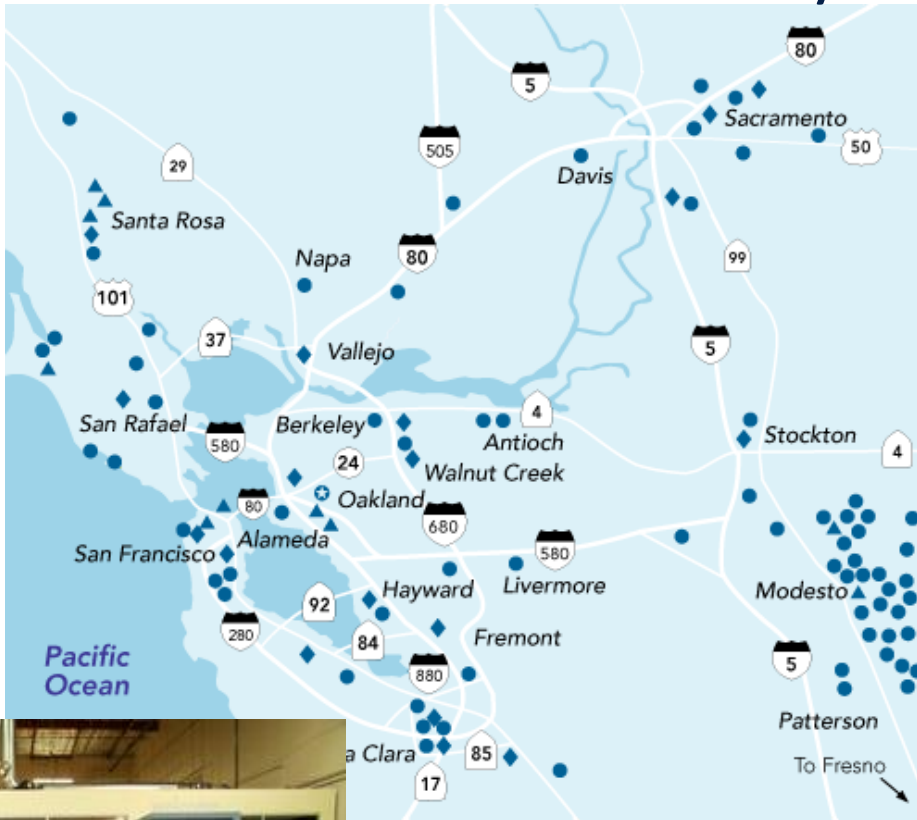 80
5
Sacramento
50
505
29
Davis
Santa Rosa
99
80
Napa
101
37
5
Vallejo
4
Berkeley
San Rafael
Antioch
Stockton
580
24
4
Walnut Creek
Oakland
80
680
Alameda
San Francisco
580
Livermore
Hayward
Modesto
92
280
84
Fremont
Pacific
Ocean
5
880
Patterson
a Clara
85
To Fresno
17